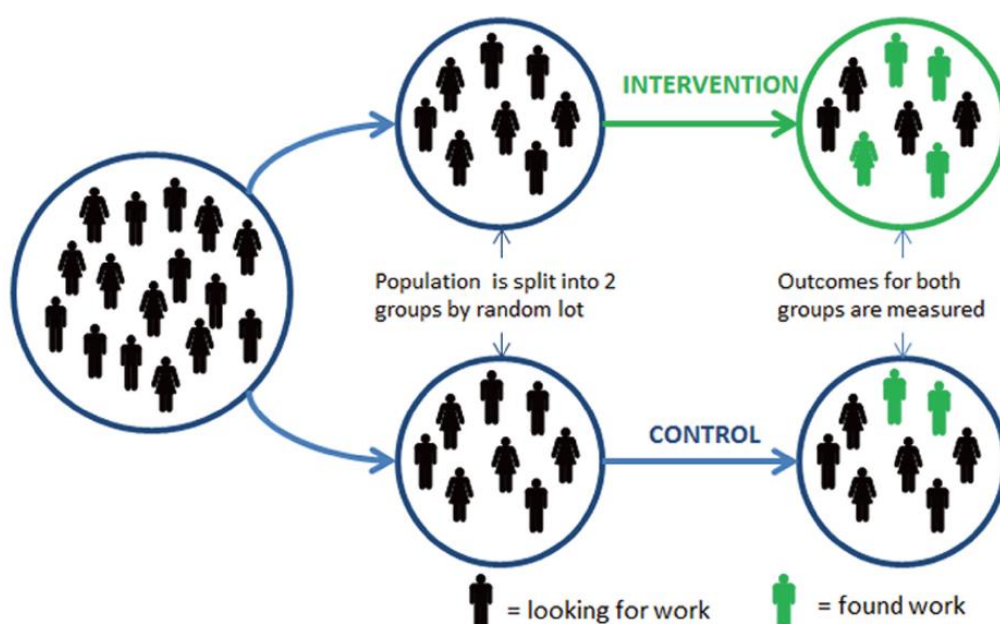 INTERVENTION
Population is split into 2
groups by random lot
Outcomes for both
groups are measured
CONTROL
= looking for work
= found work